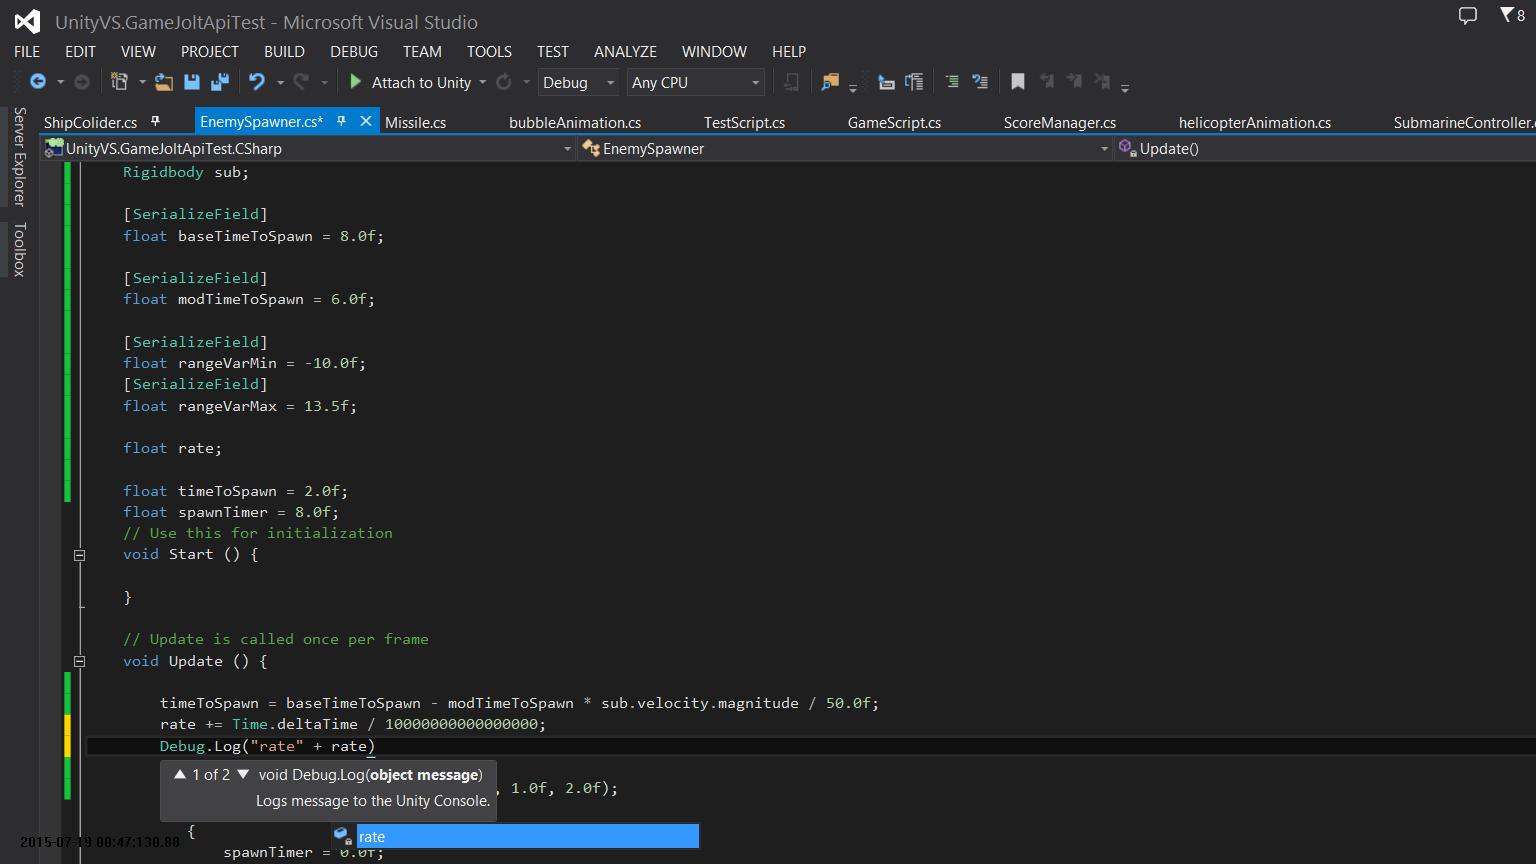 UnityVS.GameJoltApiTest - Microsoft Visual Studio
8
FILE EDIT VIEW PROJECT BUILD DEBUG TEAM TOOLS TEST ANALYZE WINDOW HELP
Attach to Unity Debug Any CPU
Server Explorer
Toolbox
ShipColider.cs EnemySpawner.cs* Missile.cs bubbleAnimation.cs TestScript.cs GameScript.cs ScoreManager.cs helicopterAnimation.cs SubmarineController.
UnityVS.GameJoltApiTest.CSharp EnemySpawner Update()
Rigidbody sub;
[SerializeField]
float baseTimeToSpawn = 8.0f;
[SerializeField]
float modTimeToSpawn = 6.0f;
[SerializeField]
float rangeVarMin = -10.0f;
[SerializeField]
float rangeVarMax = 13.5f;
float rate;
float timeToSpawn = 2.0f;
float spawnTimer = 8.0f;
// Use this for initialization
void Start () {
}
// Update is called once per frame
void Update () {
timeToSpawn = baseTimeToSpawn - modTimeToSpawn * sub.velocity.magnitude / 50.0f;
rate += Time.deltaTime / 10000000000000000;
Debug.Log("rate" + rate)
1 of 2 void Debug.Log(object message)
, 1.0f, 2.0f);
Logs message to the Unity Console.
{
rate
2015-07-19 00:47:130.88
spawnTimer = 0.0f;